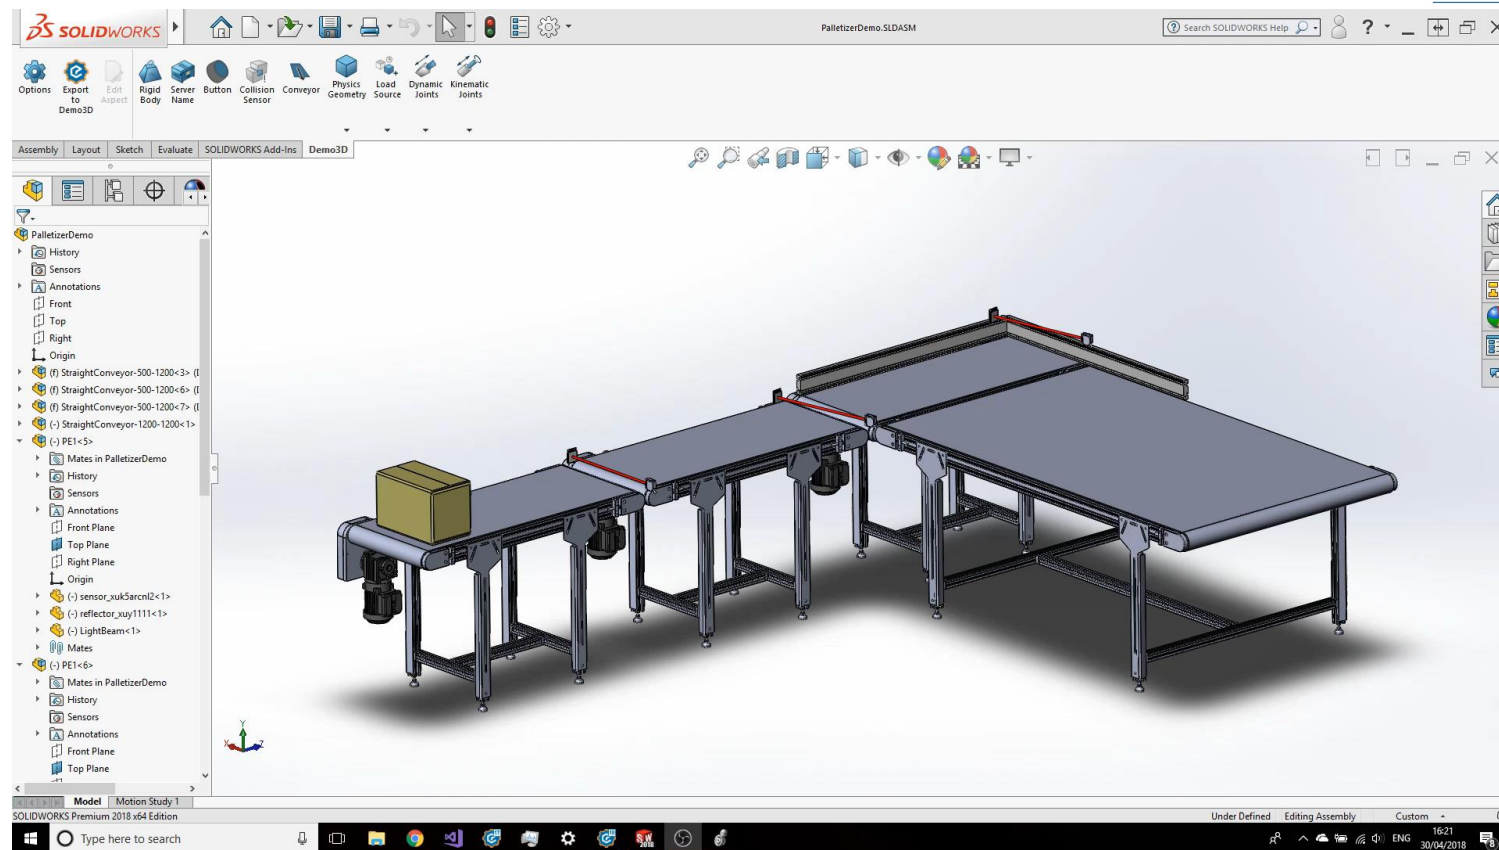 SOLIDWORKS
PalletizerDemo.SLDASM
Search SOLIDWORKS Help
Options
Export to Demo3D
Edit Aspect
Rigid Body
Server Name
Button
Collision Sensor
Conveyor
Physics Geometry
Load Source
Dynamic Joints
Kinematic Joints
Assembly Layout Sketch Evaluate SOLIDWORKS Add-Ins Demo3D
PalletizerDemo
History
Sensors
Annotations
Front
Top
Right
Origin
(f) StraightConveyor-500-1200<3> (
(f) StraightConveyor-500-1200<6> (
(f) StraightConveyor-500-1200<7> (
(-) StraightConveyor-1200-1200<1>
(-) PE1<5>
Mates in PalletizerDemo
History
Sensors
Annotations
Front Plane
Top Plane
Right Plane
Origin
(-) sensor_xuk5arcnl2<1>
(-) reflector_xuy1111<1>
(-) LightBeam<1>
Mates
(-) PE1<6>
Mates in PalletizerDemo
History
Sensors
Annotations
Front Plane
Top Plane
Y
X
Z
Model Motion Study 1
SOLIDWORKS Premium 2018 x64 Edition
Under Defined Editing Assembly Custom
Type here to search
ENG
16:21
30/04/2018